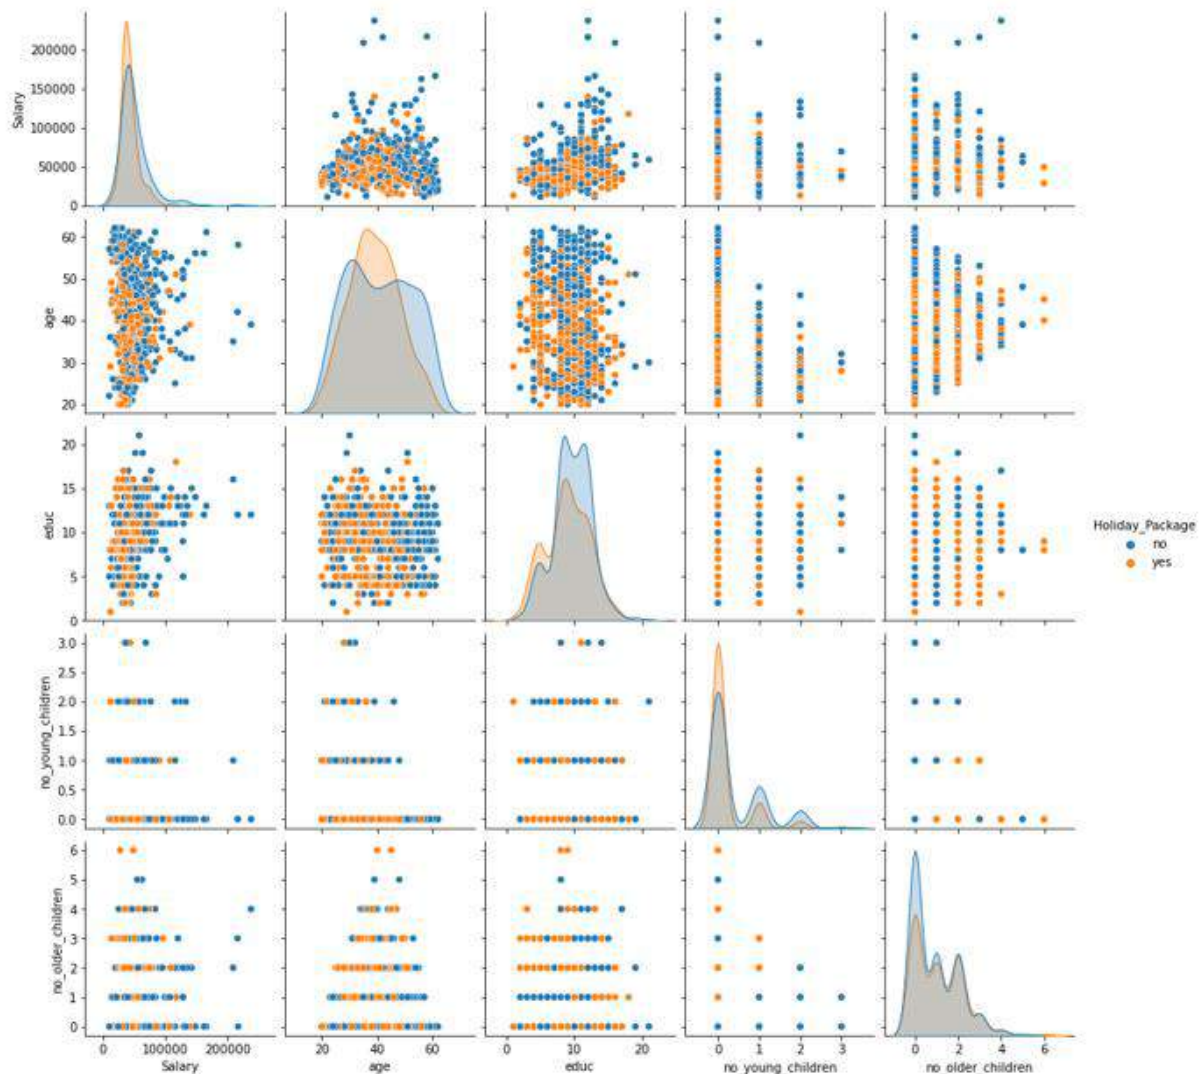 200000
150000
100000
50000
0
Salary
60
50
40
30
20
age
20
15
10
5
0
educ
Holiday_Package
no
yes
3.0
2.5
2.0
1.5
1.0
0.5
0.0
no_young_children
6
5
4
3
2
1
0
no_older_children
0 100000 200000 20 40 60 0 10 20 0 1 2 3 0 2 4 6
Salary age educ no_young_children no_older_children